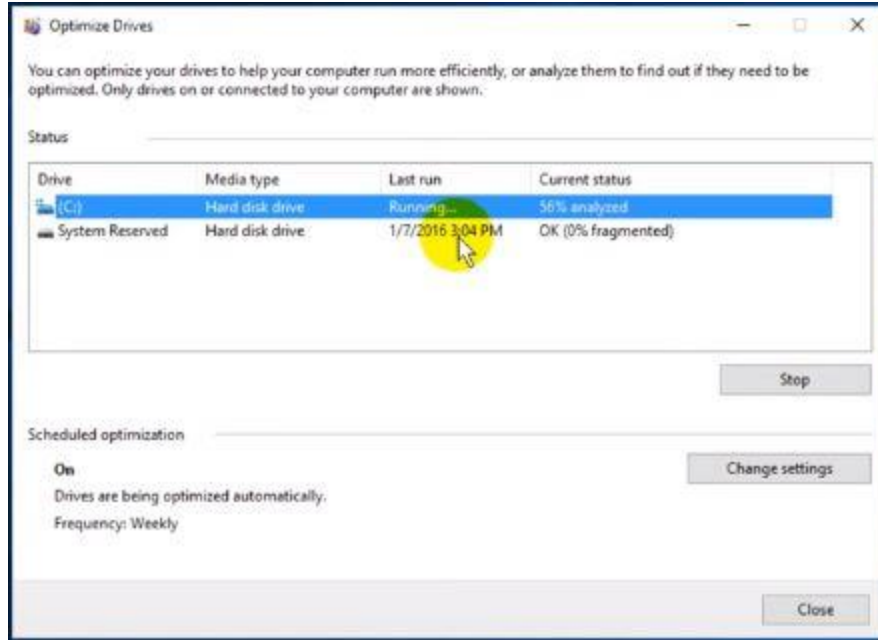 Optimize Drives
You can optimize your drives to help your computer run more efficiently, or analyze them to find out if they need to be
optimized. Only drives on or connected to your computer are shown.
Status
Drive Media type Last run Current status
(C:) Hard disk drive Running... 56% analyzed
System Reserved Hard disk drive 1/7/2016 3:04 PM OK (0% fragmented)
Stop
Scheduled optimization
On
Change settings
Drives are being optimized automatically.
Frequency: Weekly
Close